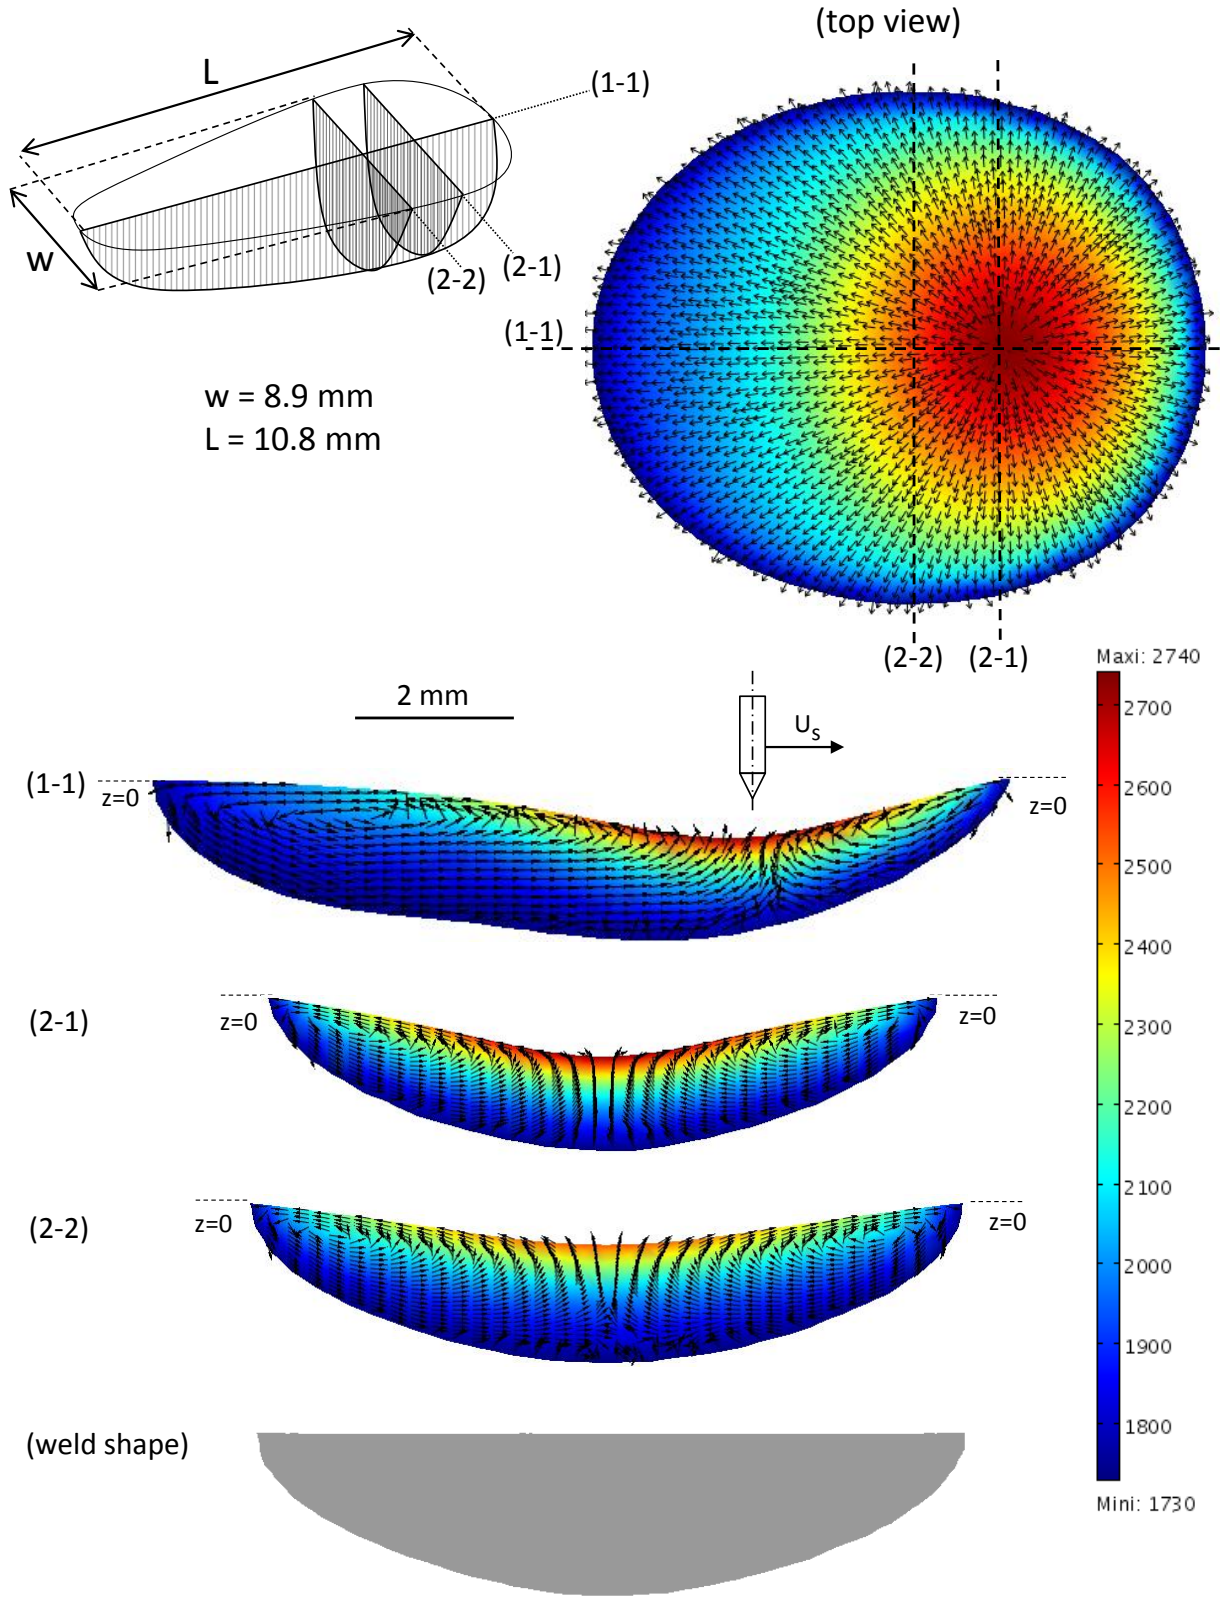 (top view)
L
(1-1)
w
(2-2)
(2-1)
(1-1)
w = 8.9 mm
L = 10.8 mm
(2-2)
(2-1)
Maxi: 2740
2 mm
2700
U_s
(1-1)
z=0
z=0
2600
2500
2400
(2-1)
z=0
z=0
2300
2200
2100
(2-2)
z=0
z=0
2000
1900
(weld shape)
1800
Mini: 1730